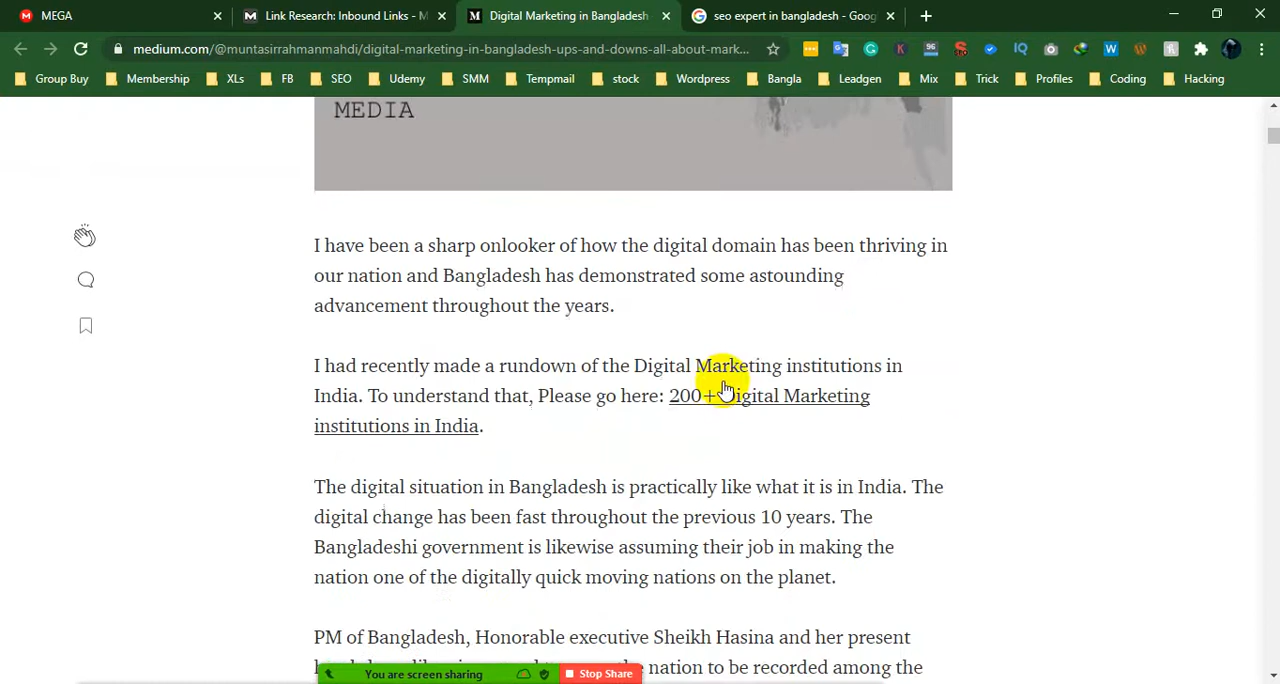 MEGA
Link Research: Inbound Links -
Digital Marketing in Bangladesh
seo expert in bangladesh - Goog
medium.com/@muntasirrahmanmahdi/digital-marketing-in-bangladesh-ups-and-downs-all-about-mark...
Group Buy
Membership
XLs
FB
SEO
Udemy
SMM
Tempmail
stock
Wordpress
Bangla
Leadgen
Mix
Trick
Profiles
Coding
Hacking
MEDIA
I have been a sharp onlooker of how the digital domain has been thriving in
our nation and Bangladesh has demonstrated some astounding
advancement throughout the years.
I had recently made a rundown of the Digital Marketing institutions in
India. To understand that, Please go here: 200+ Digital Marketing
institutions in India.
The digital situation in Bangladesh is practically like what it is in India. The
digital change has been fast throughout the previous 10 years. The
Bangladeshi government is likewise assuming their job in making the
nation one of the digitally quick moving nations on the planet.
PM of Bangladesh, Honorable executive Sheikh Hasina and her present
the nation to be recorded among the
You are screen sharing
Stop Share